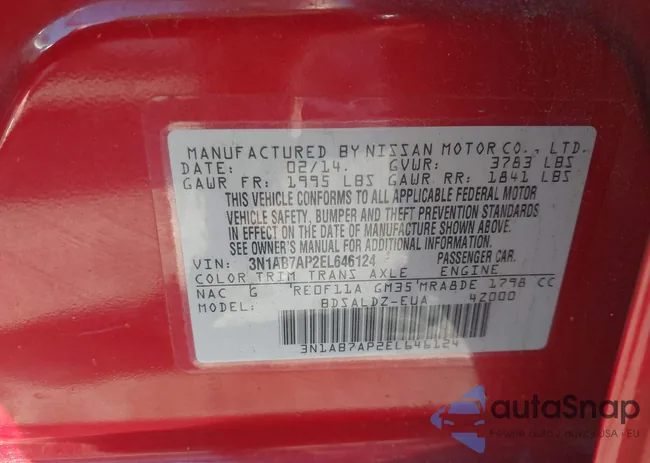 MANUFACTURED BY NISSAN MOTOR CO., LTD.
DATE: 02/14. GVWR: 3783 LBS
GAWR FR: 1995 LBS GAWR RR: 1841 LBS
THIS VEHICLE CONFORMS TO ALL APPLICABLE FEDERAL MOTOR
VEHICLE SAFETY, BUMPER AND THEFT PREVENTION STANDARDS
IN EFFECT ON THE DATE OF MANUFACTURE SHOWN ABOVE.
SEE OWNER'S MANUAL FOR ADDITIONAL INFORMATION.
VIN: 3N1AB7AP2EL646124 PASSENGER CAR.
COLOR TRIM TRANS AXLE ENGINE
NAC G RE0F11A GM35 MRA8DE 1798 CC
MODEL: BDSALDZ-EUA 4Z000
3N1AB7AP2EL646124
autoSnap